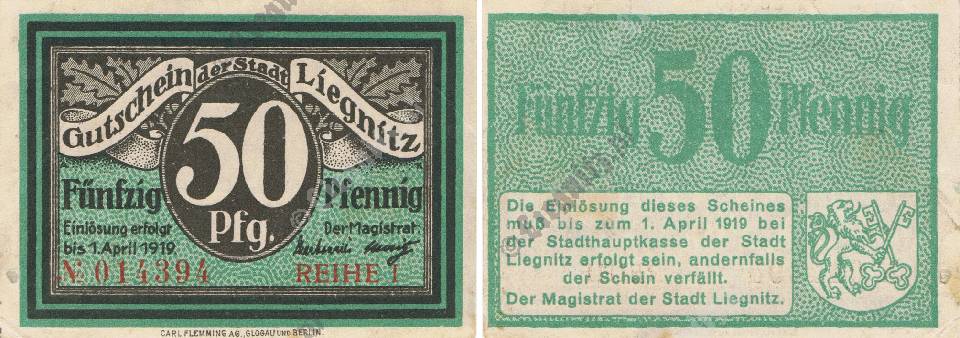 Gutschein der Stadt Liegnitz
50
Fünfzig Pfg. Pfennig
Einlösung erfolgt Der Magistrat.
bis 1. April 1919
No 014394 REIHE 1
CARL FLEMMING A.G., GLOGAU UND BERLIN.
Fünfzig 50 Pfennig
Die Einlösung dieses Scheines
muß bis zum 1. April 1919 bei
der Stadthauptkasse der Stadt
Liegnitz erfolgt sein, andernfalls
der Schein verfällt.
Der Magistrat der Stadt Liegnitz.